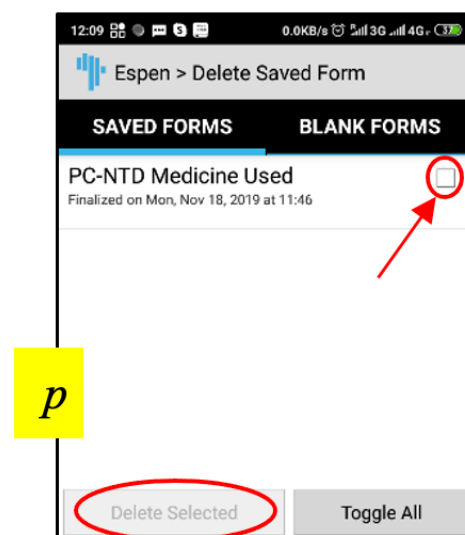 12:09 0.0KB/s 3G 4G 37
Espen > Delete Saved Form
SAVED FORMS BLANK FORMS
PC-NTD Medicine Used
Finalized on Mon, Nov 18, 2019 at 11:46
p
Delete Selected Toggle All